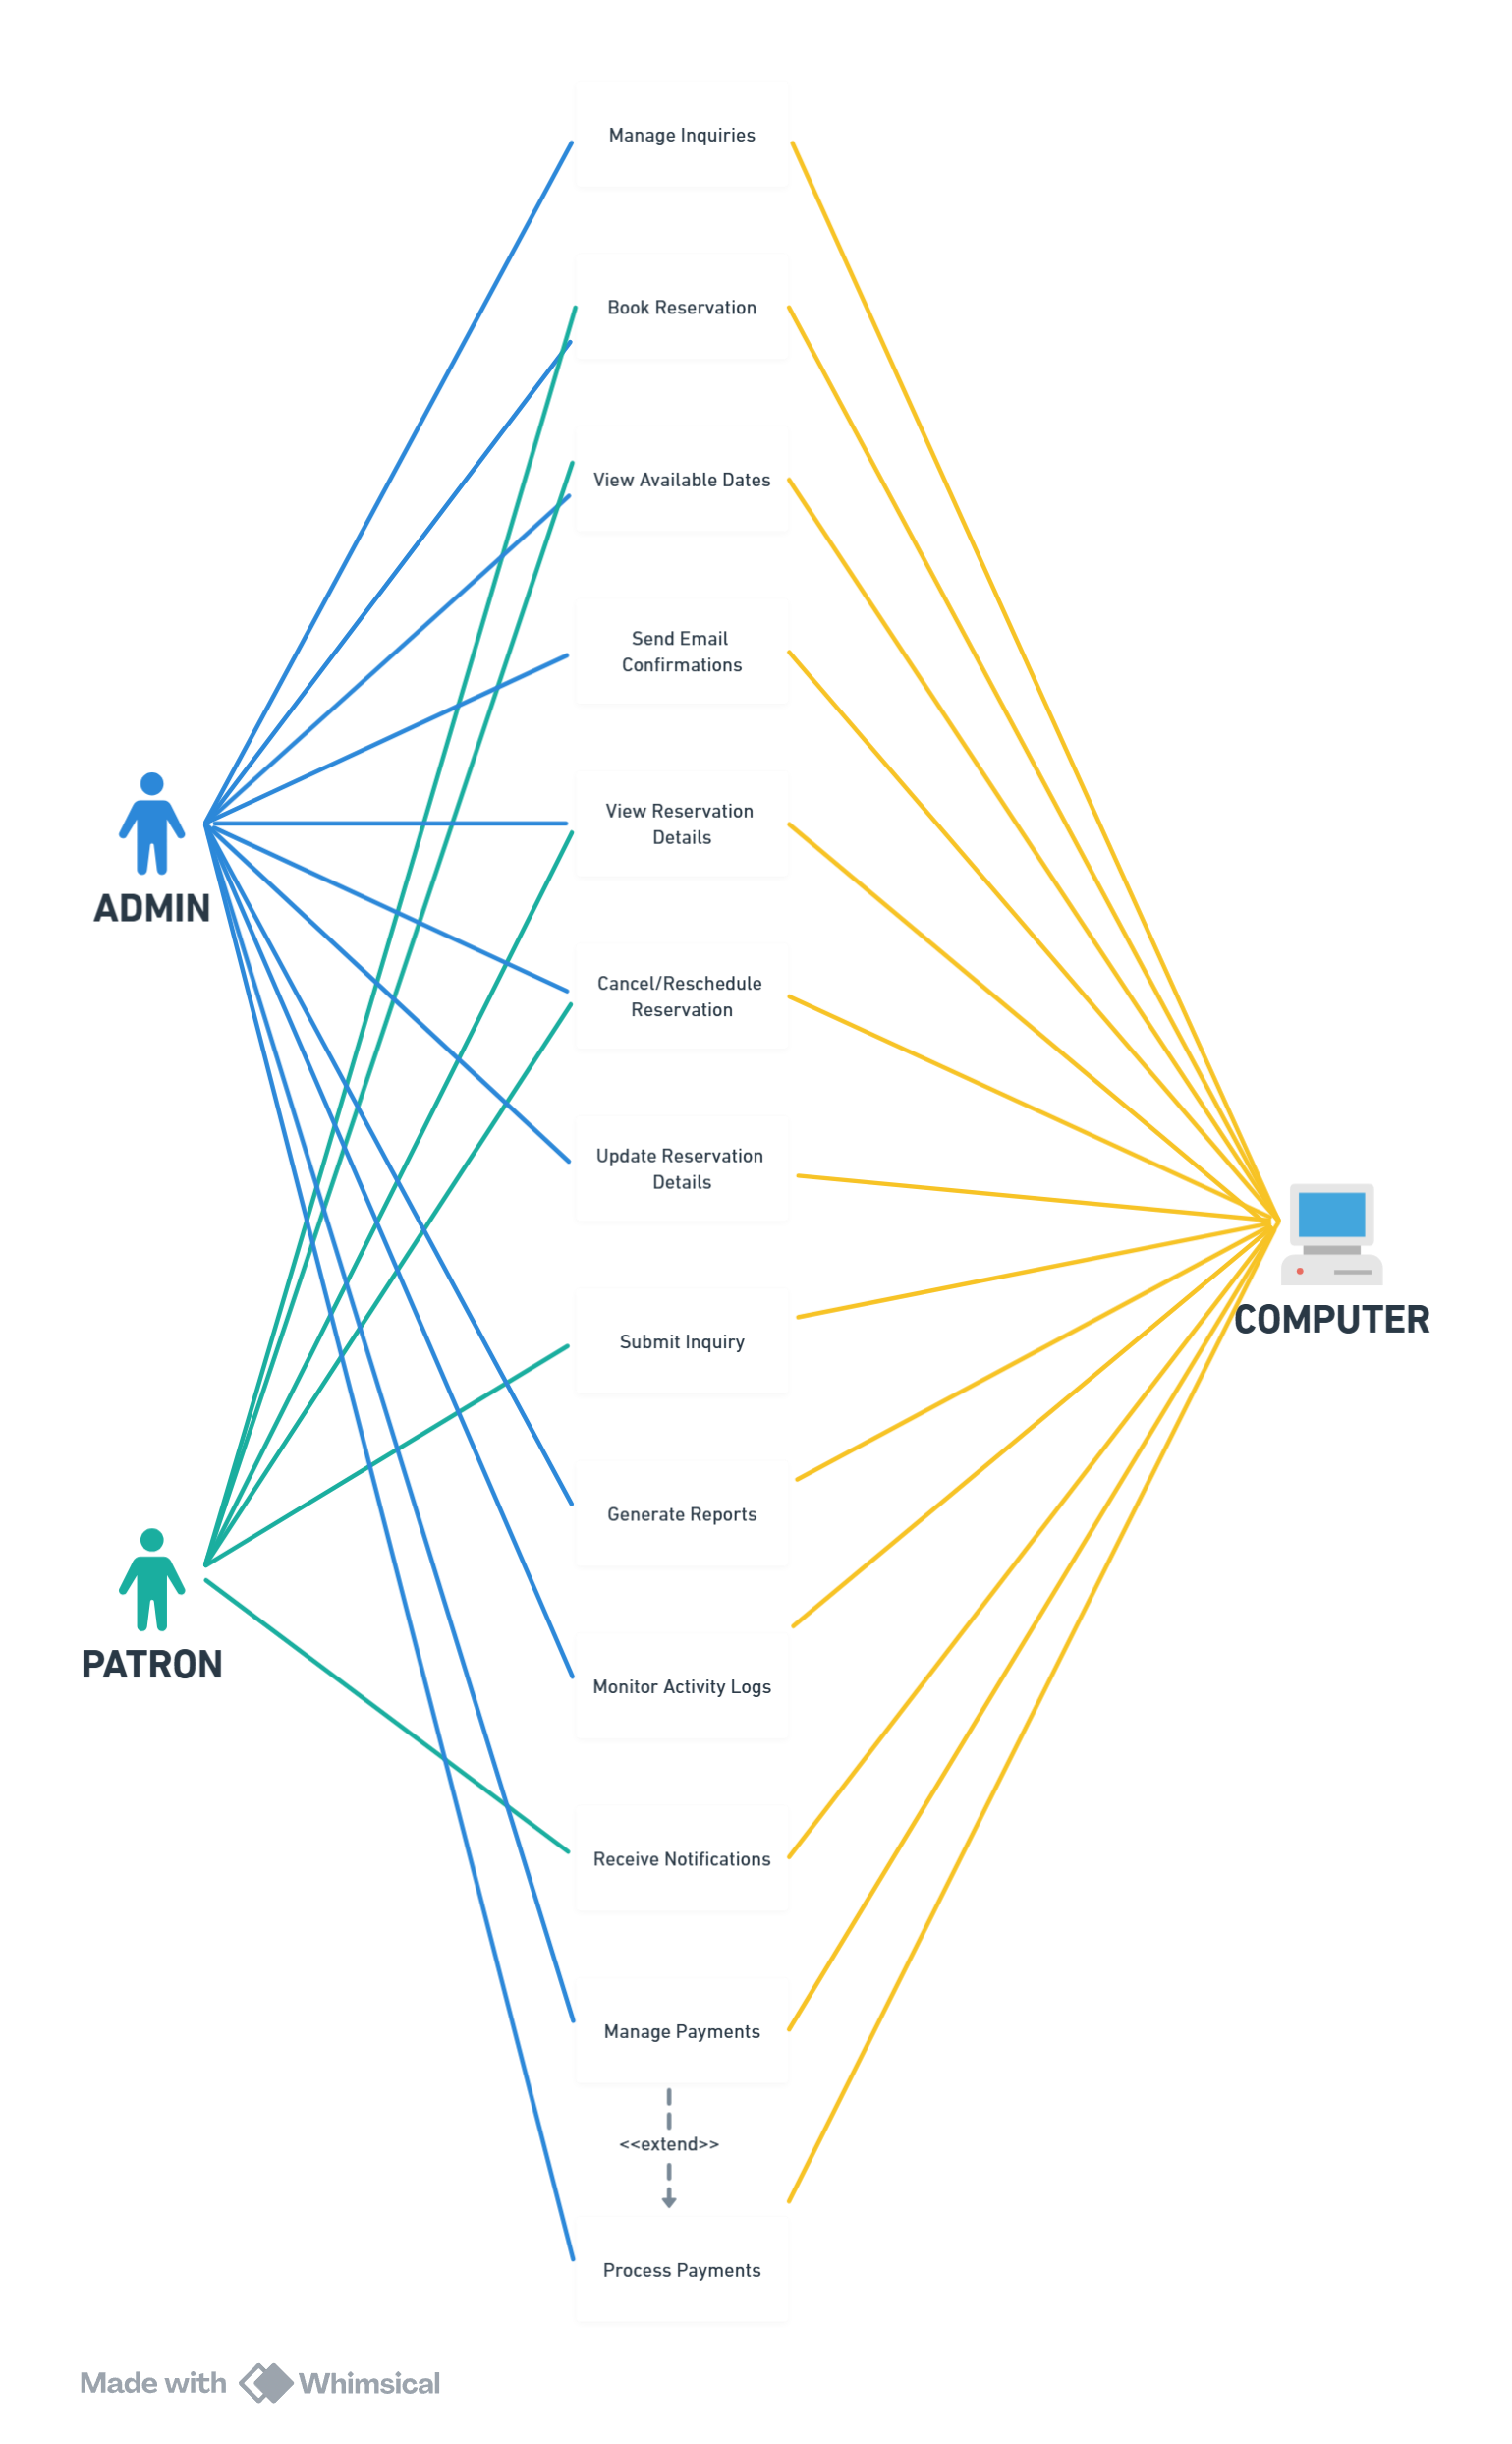 Manage Inquiries
Book Reservation
View Available Dates
Send Email
Confirmations
View Reservation
Details
ADMIN
Cancel/Reschedule
Reservation
Update Reservation
Details
COMPUTER
Submit Inquiry
Generate Reports
PATRON
Monitor Activity Logs
Receive Notifications
Manage Payments
<<extend>>
Process Payments
Made with Whimsical